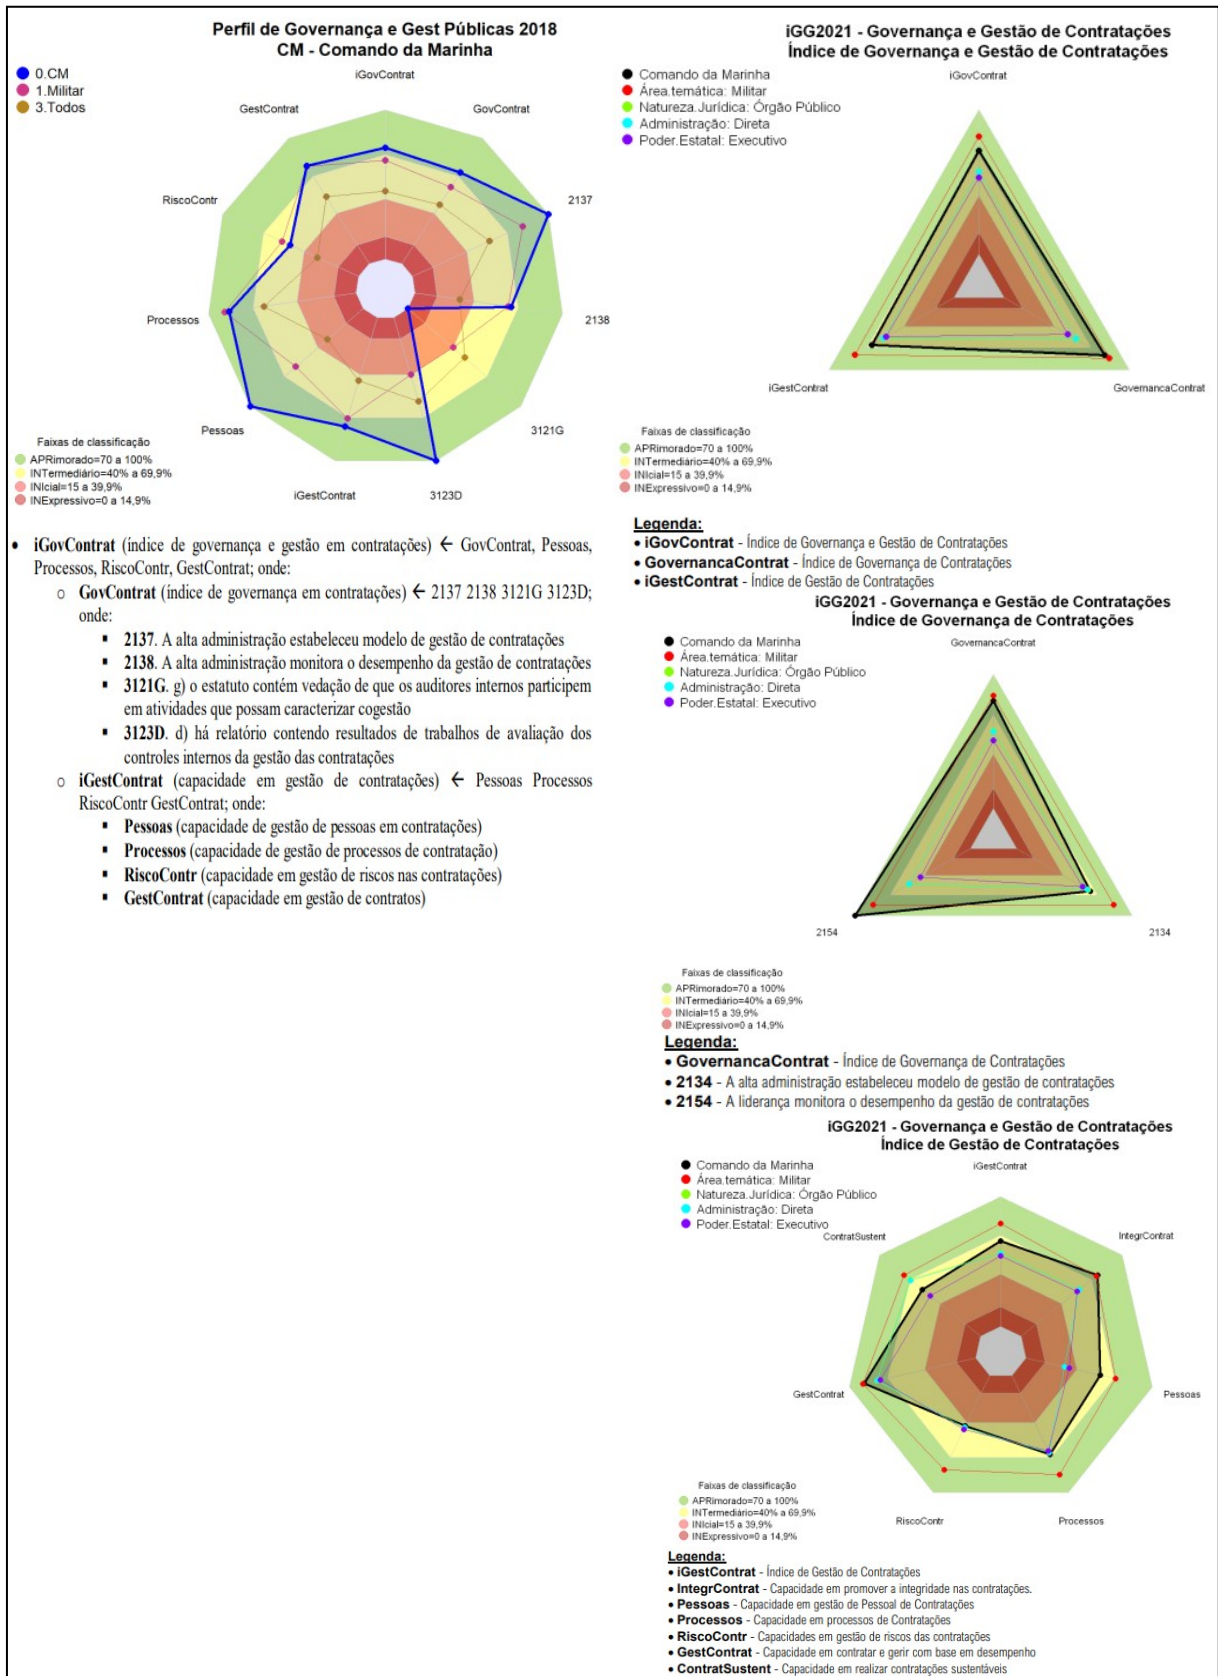 Perfil de Governança e Gest Públicas 2018
CM - Comando da Marinha
0.CM
1.Militar
3.Todos
iGovContrat
GestContrat
GovContrat
RiscoContr
2137
Processos
2138
Pessoas
3121G
iGestContrat
3123D
Faixas de classificação
APRimorado=70 a 100%
INTermediário=40% a 69,9%
INIcial=15 a 39,9%
INExpressivo=0 a 14,9%
• iGovContrat (índice de governança e gestão em contratações) ← GovContrat, Pessoas,
Processos, RiscoContr, GestContrat; onde:
o GovContrat (índice de governança em contratações) ← 2137 2138 3121G 3123D;
onde:
▪ 2137. A alta administração estabeleceu modelo de gestão de contratações
▪ 2138. A alta administração monitora o desempenho da gestão de contratações
▪ 3121G. g) o estatuto contém vedação de que os auditores internos participem
em atividades que possam caracterizar cogestão
▪ 3123D. d) há relatório contendo resultados de trabalhos de avaliação dos
controles internos da gestão das contratações
o iGestContrat (capacidade em gestão de contratações) ← Pessoas Processos
RiscoContr GestContrat; onde:
▪ Pessoas (capacidade de gestão de pessoas em contratações)
▪ Processos (capacidade de gestão de processos de contratação)
▪ RiscoContr (capacidade em gestão de riscos nas contratações)
▪ GestContrat (capacidade em gestão de contratos)
iGG2021 - Governança e Gestão de Contratações
Índice de Governança e Gestão de Contratações
Comando da Marinha
Área.temática: Militar
Natureza.Jurídica: Órgão Público
Administração: Direta
Poder.Estatal: Executivo
iGovContrat
iGestContrat
GovernancaContrat
Faixas de classificação
APRimorado=70 a 100%
INTermediário=40% a 69,9%
INIcial=15 a 39,9%
INExpressivo=0 a 14,9%
Legenda:
• iGovContrat - Índice de Governança e Gestão de Contratações
• GovernancaContrat - Índice de Governança de Contratações
• iGestContrat - Índice de Gestão de Contratações
iGG2021 - Governança e Gestão de Contratações
Índice de Governança de Contratações
Comando da Marinha
Área.temática: Militar
Natureza.Jurídica: Órgão Público
Administração: Direta
Poder.Estatal: Executivo
GovernancaContrat
2154
2134
Faixas de classificação
APRimorado=70 a 100%
INTermediário=40% a 69,9%
INIcial=15 a 39,9%
INExpressivo=0 a 14,9%
Legenda:
• GovernancaContrat - Índice de Governança de Contratações
• 2134 - A alta administração estabeleceu modelo de gestão de contratações
• 2154 - A liderança monitora o desempenho da gestão de contratações
iGG2021 - Governança e Gestão de Contratações
Índice de Gestão de Contratações
Comando da Marinha
Área.temática: Militar
Natureza.Jurídica: Órgão Público
Administração: Direta
Poder.Estatal: Executivo
iGestContrat
ContratSustent
IntegrContrat
GestContrat
Pessoas
RiscoContr
Processos
Faixas de classificação
APRimorado=70 a 100%
INTermediário=40% a 69,9%
INIcial=15 a 39,9%
INExpressivo=0 a 14,9%
Legenda:
• iGestContrat - Índice de Gestão de Contratações
• IntegrContrat - Capacidade em promover a integridade nas contratações.
• Pessoas - Capacidade em gestão de Pessoal de Contratações
• Processos - Capacidade em processos de Contratações
• RiscoContr - Capacidades em gestão de riscos das contratações
• GestContrat - Capacidade em contratar e gerir com base em desempenho
• ContratSustent - Capacidade em realizar contratações sustentáveis